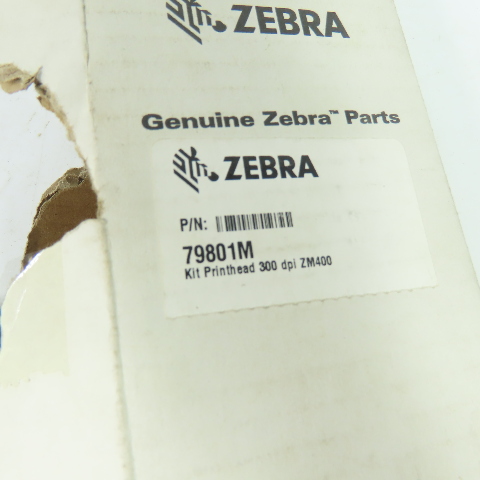 ZEBRA
Genuine Zebra™ Parts
ZEBRA
P/N:
79801M
Kit Printhead 300 dpi ZM400